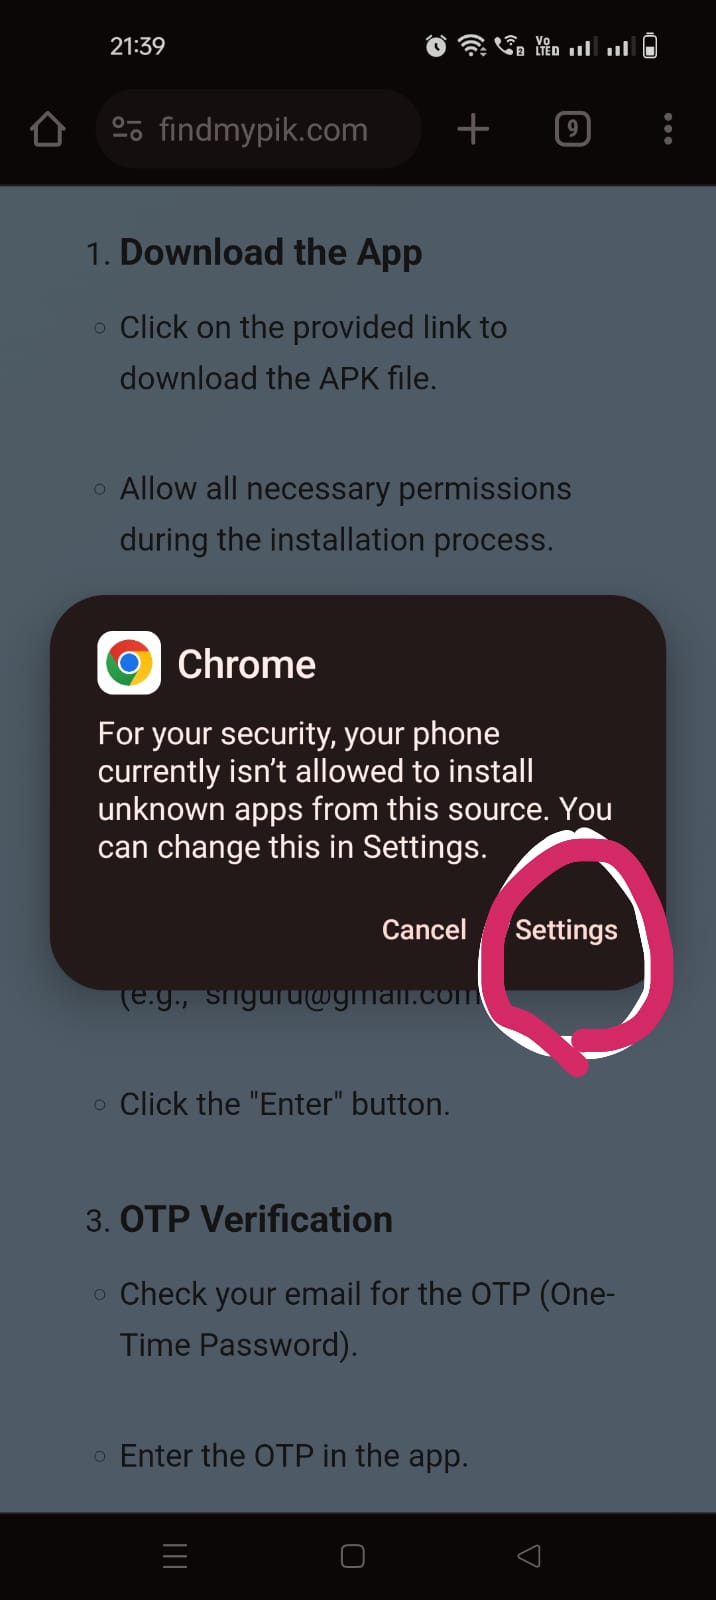 21:39
Vo
LTE
findmypik.com
9
1. Download the App
Click on the provided link to
download the APK file.
Allow all necessary permissions
during the installation process.
Chrome
For your security, your phone
currently isn’t allowed to install
unknown apps from this source. You
can change this in Settings.
Cancel Settings
(e.g., "sriguru@gmail.com
Click the "Enter" button.
3. OTP Verification
Check your email for the OTP (One-
Time Password).
Enter the OTP in the app.